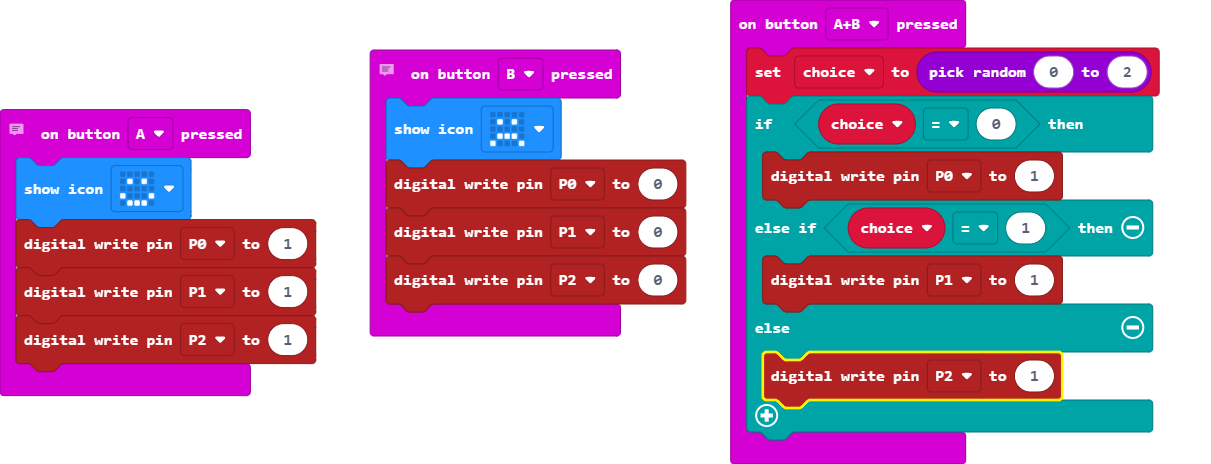 on button A pressed
show icon
digital write pin P0 to 1
digital write pin P1 to 1
digital write pin P2 to 1
on button B pressed
show icon
digital write pin P0 to 0
digital write pin P1 to 0
digital write pin P2 to 0
on button A+B pressed
set choice to pick random 0 to 2
if choice = 0 then
digital write pin P0 to 1
else if choice = 1 then
digital write pin P1 to 1
else
digital write pin P2 to 1